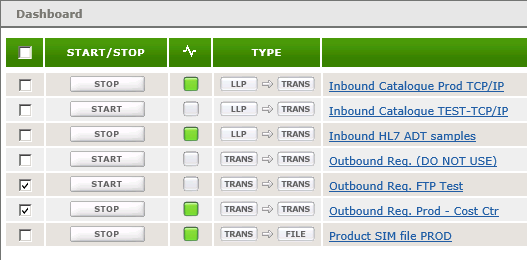 Dashboard
START/STOP TYPE
STOP LLP TRANS Inbound Catalogue Prod TCP/IP
START LLP TRANS Inbound Catalogue TEST-TCP/IP
STOP LLP TRANS Inbound HL7 ADT samples
START TRANS TRANS Outbound Req. (DO NOT USE)
START TRANS TRANS Outbound Req. FTP Test
STOP TRANS TRANS Outbound Req. Prod - Cost Ctr
STOP TRANS FILE Product SIM file PROD